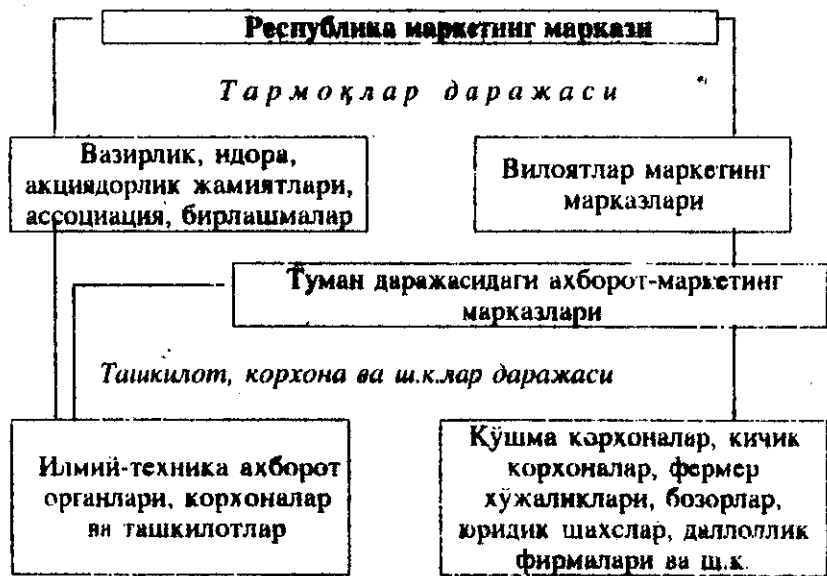 Республика маркетинг маркази
Тармоқлар даражаси
Вазирлик, идора,
акциядорлик жамиятлари,
ассоциация, бирлашмалар
Вилоятлар маркетинг
марказлари
Туман даражасидаги ахборот-маркетинг
марказлари
Ташкилот, корхона ва ш.к.лар даражаси
Илмий-техника ахборот
органлари, корхоналар
ва ташкилотлар
Қўшма корхоналар, кичик
корхоналар, фермер
хўжаликлари, бозорлар,
юридик шахслар, даллоллик
фирмалари ва ш.к.